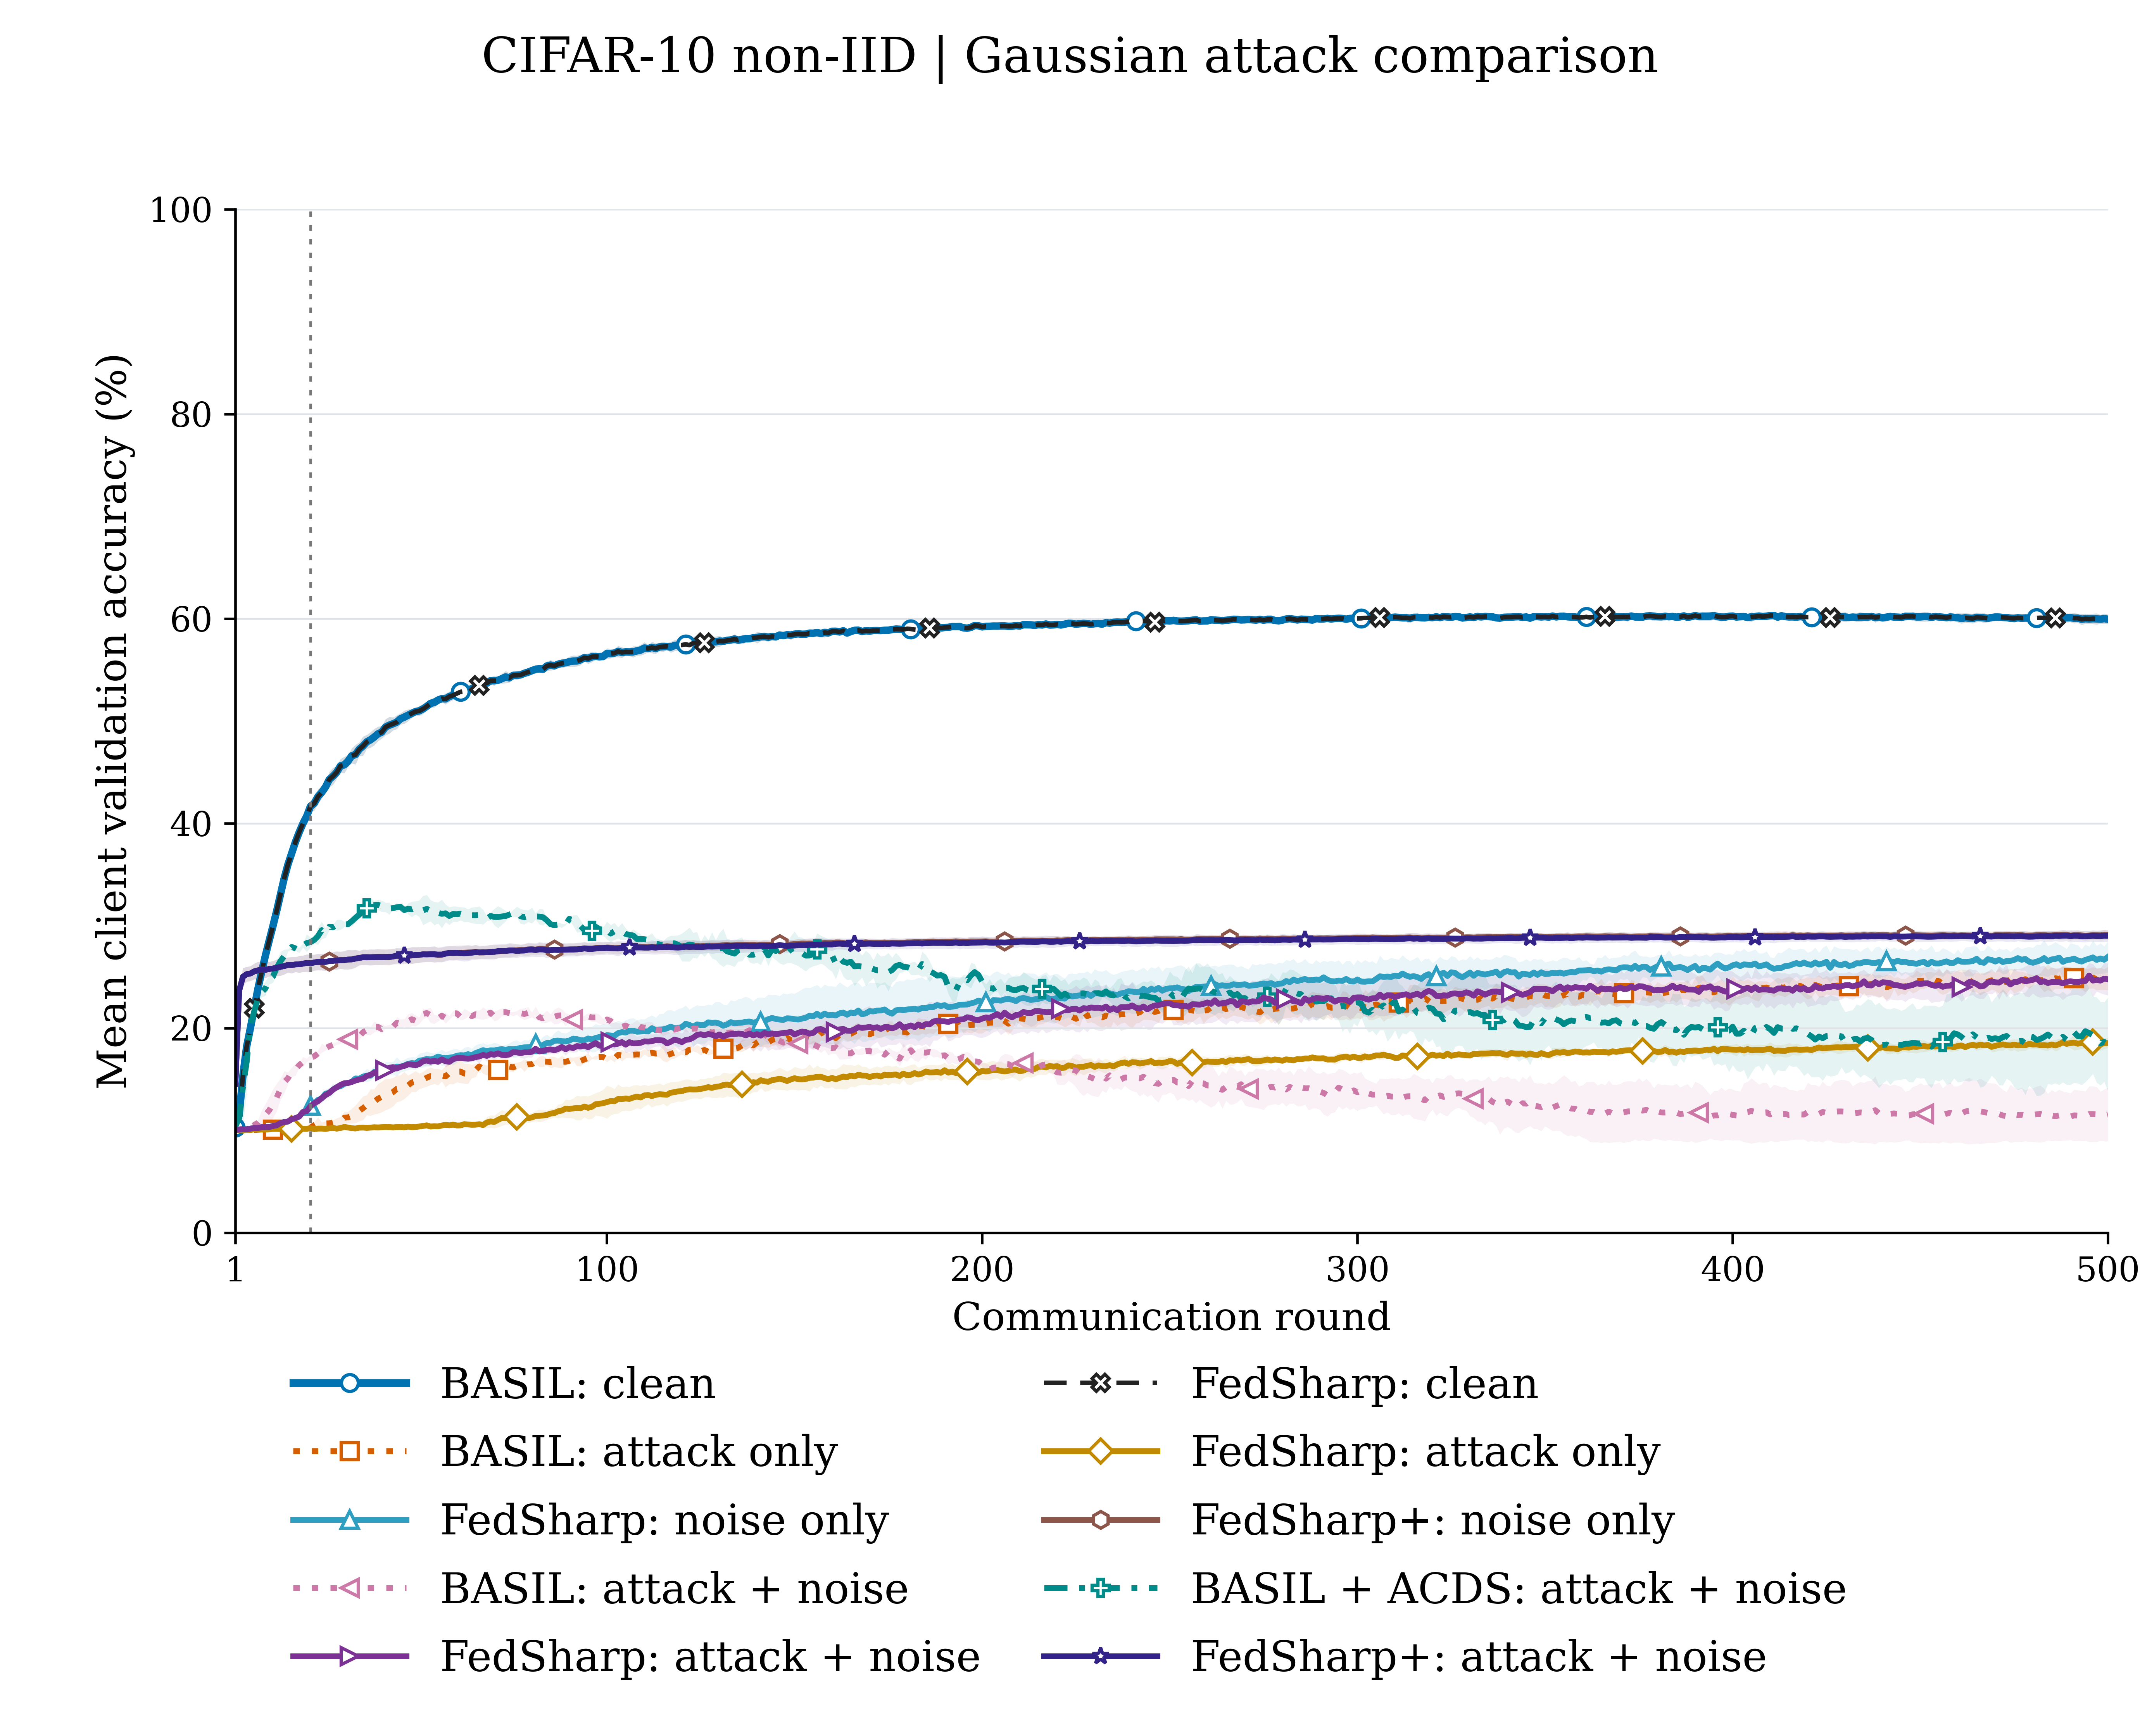 CIFAR-10 non-IID | Gaussian attack comparison
Mean client validation accuracy (%)
100
80
60
40
20
0
1 100 200 300 400 500
Communication round
BASIL: clean
BASIL: attack only
FedSharp: noise only
BASIL: attack + noise
FedSharp: attack + noise
FedSharp: clean
FedSharp: attack only
FedSharp+: noise only
BASIL + ACDS: attack + noise
FedSharp+: attack + noise